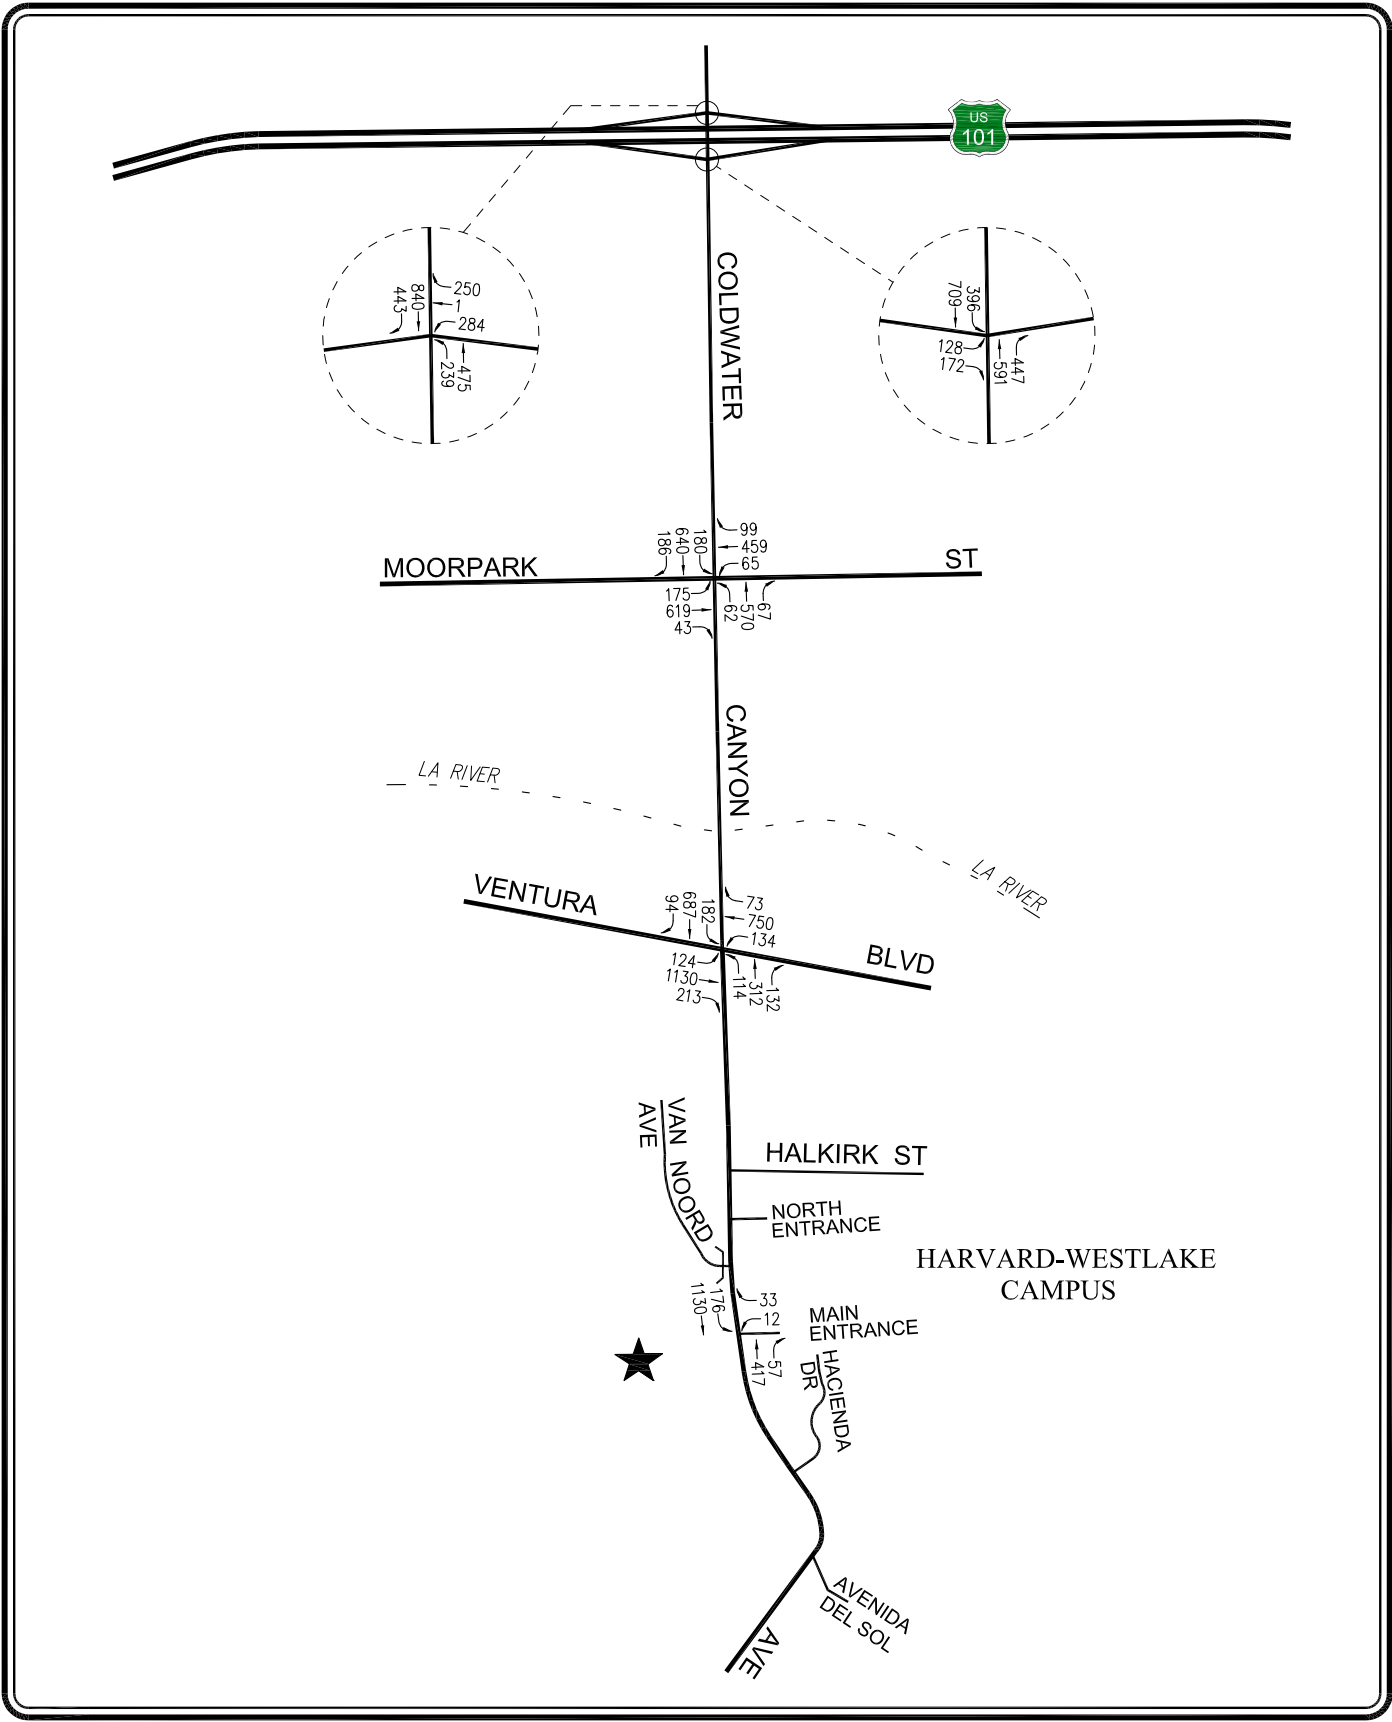 US
101
COLDWATER
250
1
284
840
443
475
239
396
709
128
172
447
591
MOORPARK
ST
99
459
65
180
640
186
175
619
43
67
570
62
CANYON
LA RIVER
LA RIVER
VENTURA
BLVD
73
750
134
182
687
94
124
1130
213
132
312
114
VAN NOORD
AVE
HALKIRK ST
NORTH
ENTRANCE
HARVARD-WESTLAKE
CAMPUS
176
1130
33
12
57
417
MAIN
ENTRANCE
HACIENDA
DR
AVENIDA
DEL SOL
AVE